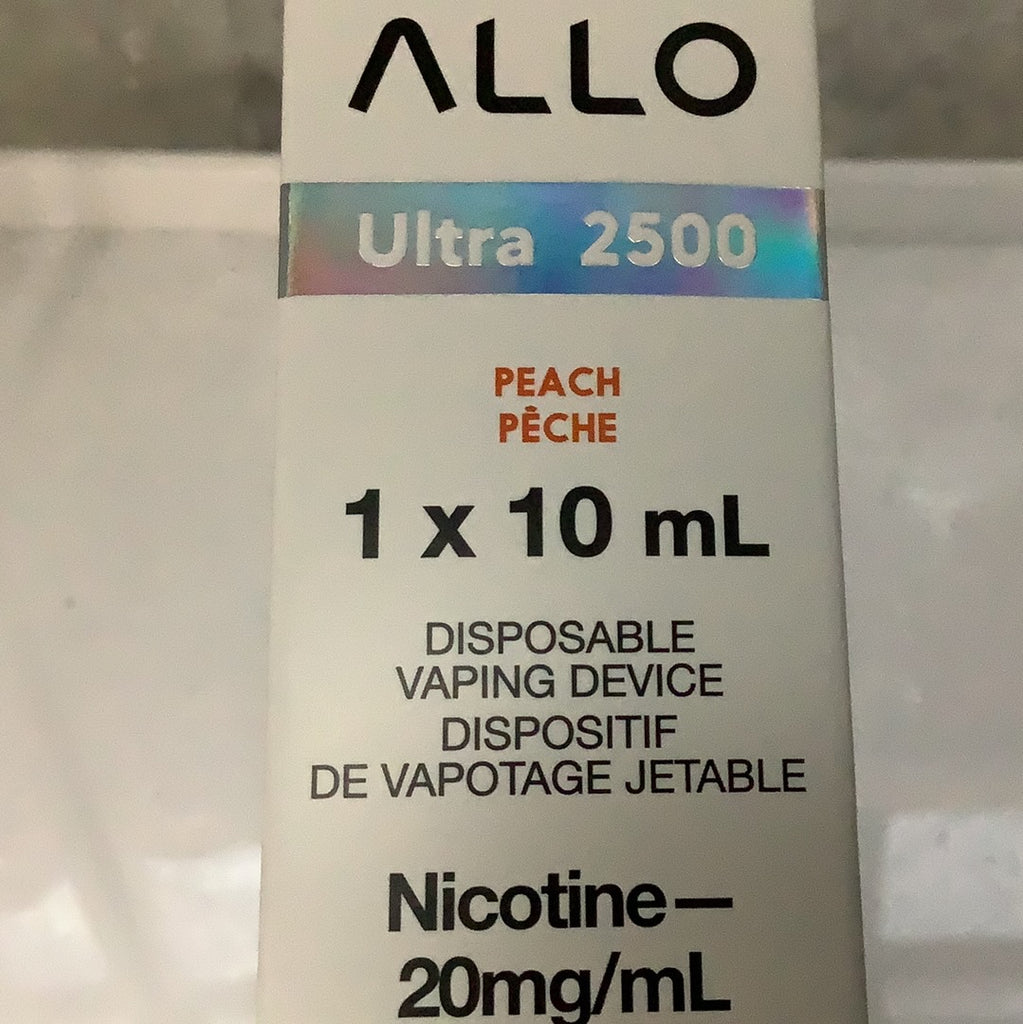 ALLO
Ultra 2500
PEACH
PÊCHE
1 x 10 mL
DISPOSABLE
VAPING DEVICE
DISPOSITIF
DE VAPOTAGE JETABLE
Nicotine—
20mg/mL